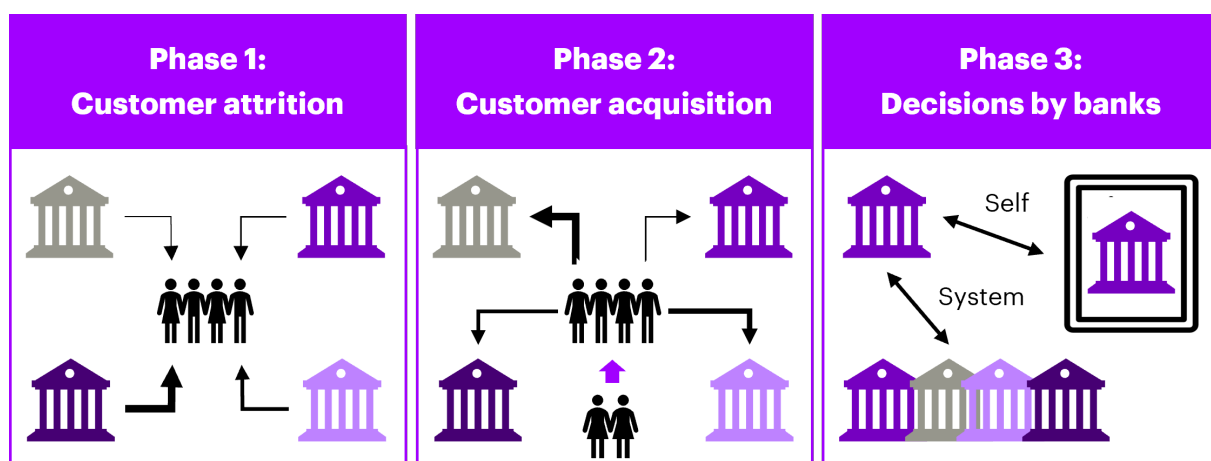 Phase 1:
Customer attrition
Phase 2:
Customer acquisition
Phase 3:
Decisions by banks
Self
System